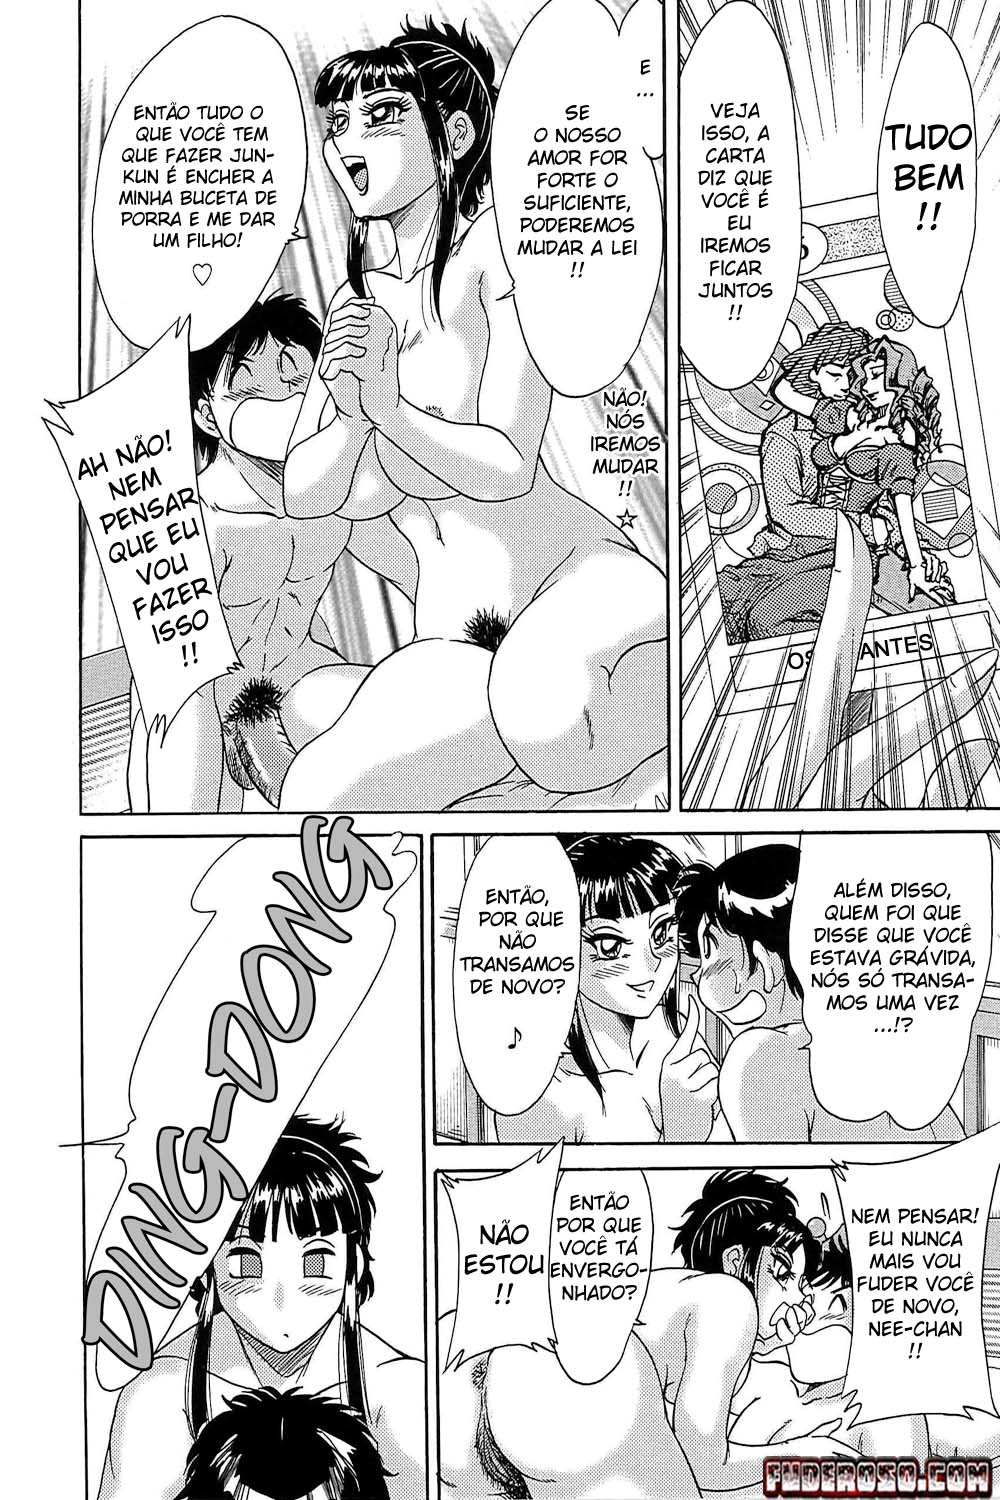 TUDO
BEM
!!
VEJA
ISSO, A
CARTA
DIZ QUE
VOCÊ E
EU
IREMOS
FICAR
JUNTOS
!!
E
...
SE
O NOSSO
AMOR FOR
FORTE O
SUFICIENTE,
PODEREMOS
MUDAR A LEI
!!
NÃO!
NÓS
IREMOS
MUDAR
!!
☆
ENTÃO TUDO O
QUE VOCÊ TEM
QUE FAZER JUN-
KUN É ENCHER A
MINHA BUCETA DE
PORRA E ME DAR
UM FILHO!
♡
AH NÃO!
NEM
PENSAR
QUE EU
VOU
FAZER
ISSO
!!
ALÉM DISSO,
QUEM FOI QUE
DISSE QUE VOCÊ
ESTAVA GRÁVIDA,
NÓS SÓ TRANSA-
MOS UMA VEZ
...!?
ENTÃO,
POR QUE
NÃO
TRANSAMOS
DE NOVO?
♪
NEM PENSAR!
EU NUNCA
MAIS VOU
FUDER VOCÊ
DE NOVO,
NEE-CHAN
!!
ENTÃO
POR QUE
VOCÊ TÁ
ENVERGO-
NHADO?
NÃO
ESTOU
!!
DING-DONG
FUDEROSO.COM